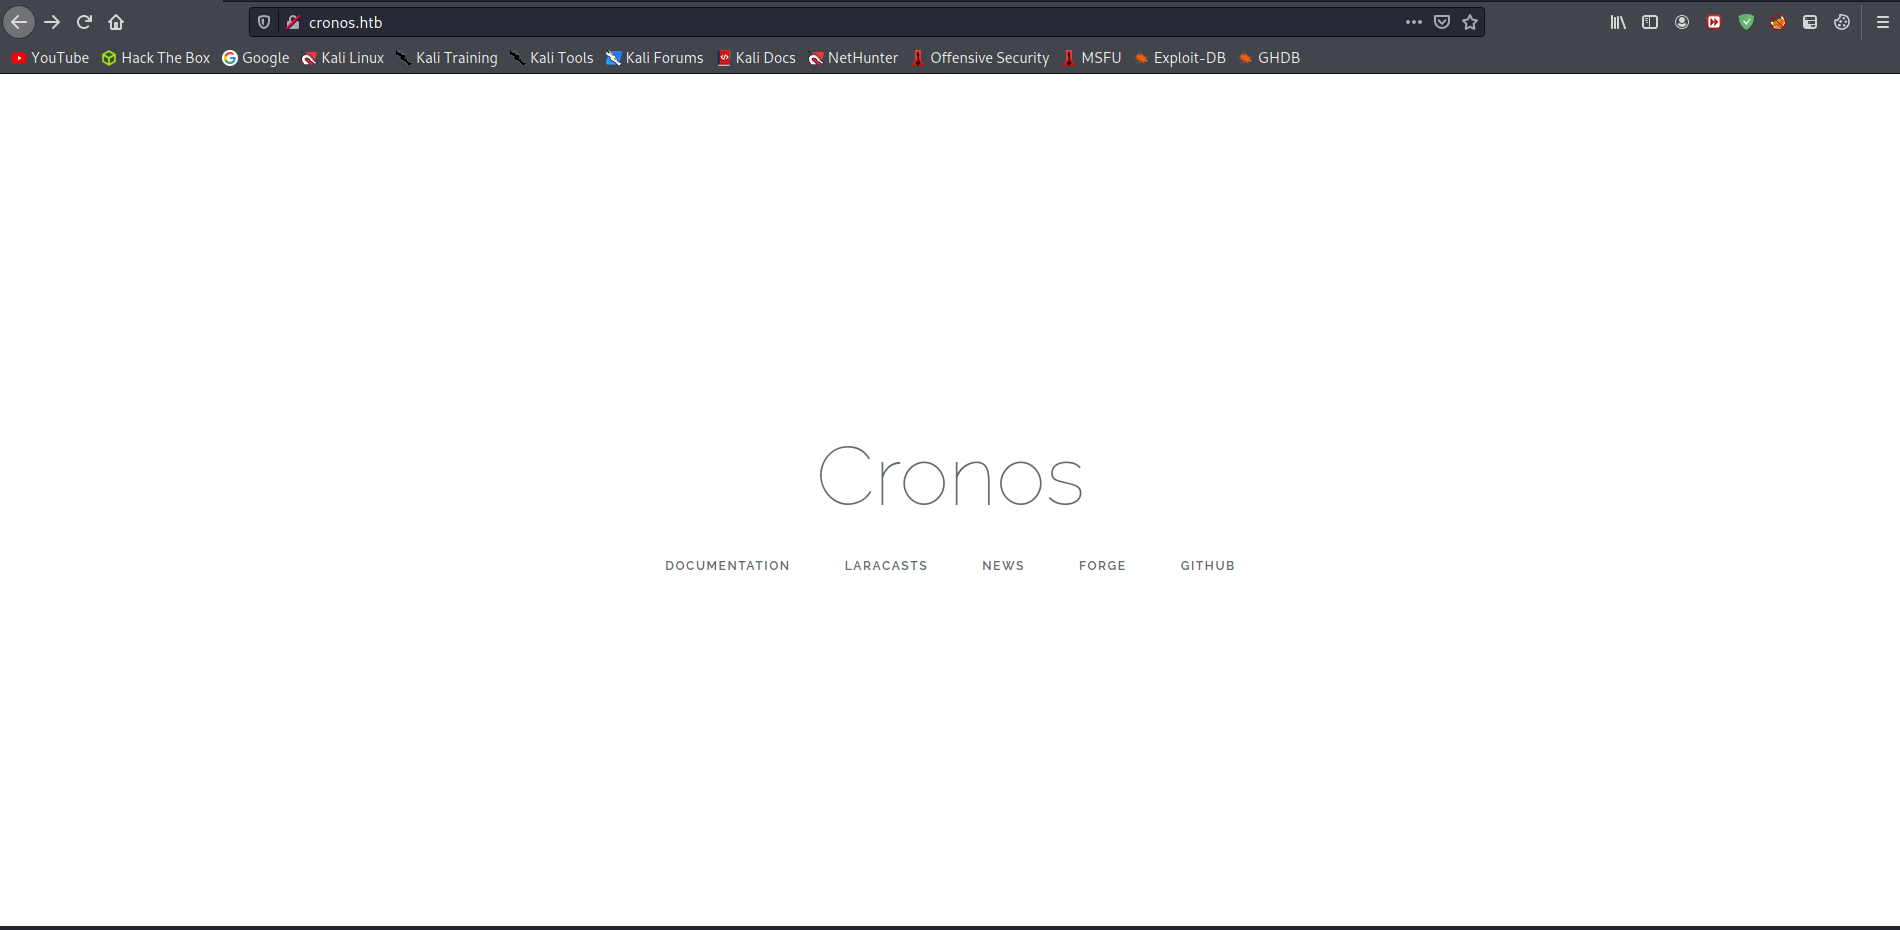 cronos.htb
YouTube Hack The Box Google Kali Linux Kali Training Kali Tools Kali Forums Kali Docs NetHunter Offensive Security MSFU Exploit-DB GHDB
Cronos
DOCUMENTATION LARACASTS NEWS FORGE GITHUB